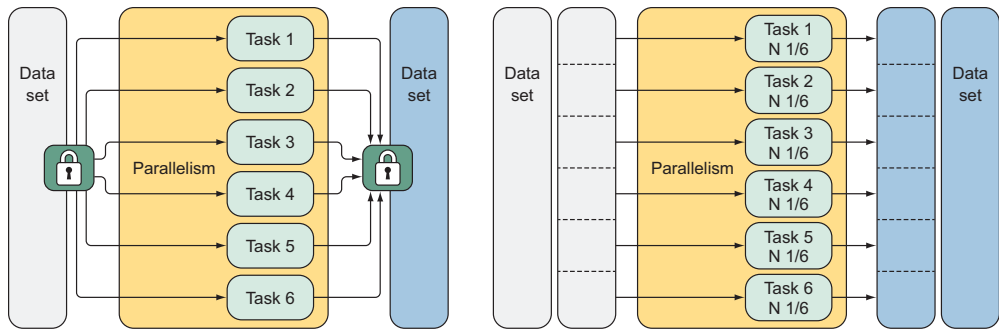 Data
set
Parallelism
Task 1
Task 2
Task 3
Task 4
Task 5
Task 6
Data
set
Data
set
Parallelism
Task 1
N 1/6
Task 2
N 1/6
Task 3
N 1/6
Task 4
N 1/6
Task 5
N 1/6
Task 6
N 1/6
Data
set